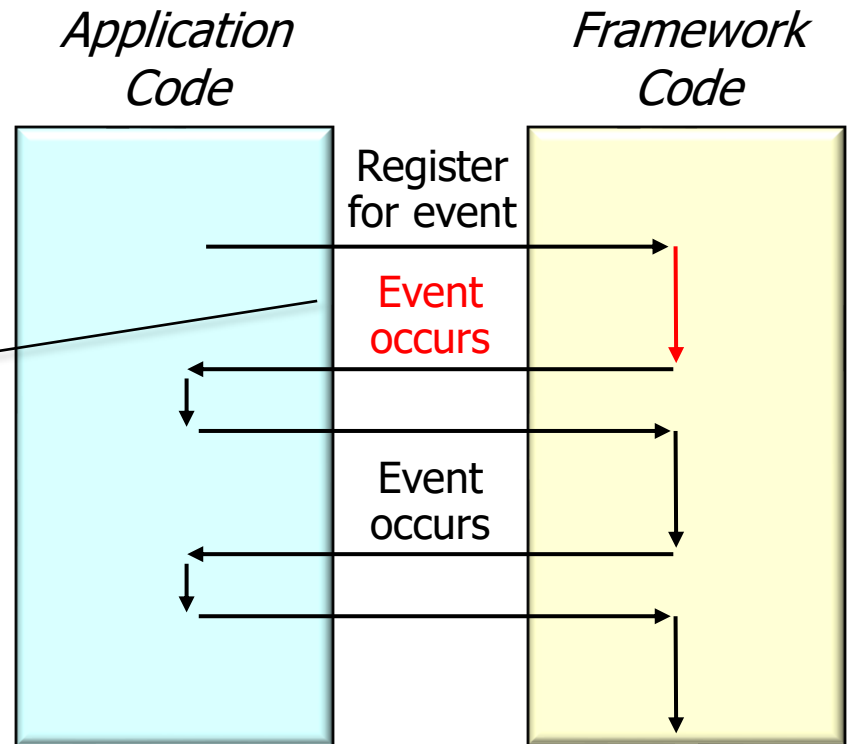 Application
Code
Framework
Code
Register
for event
Event
occurs
Event
occurs